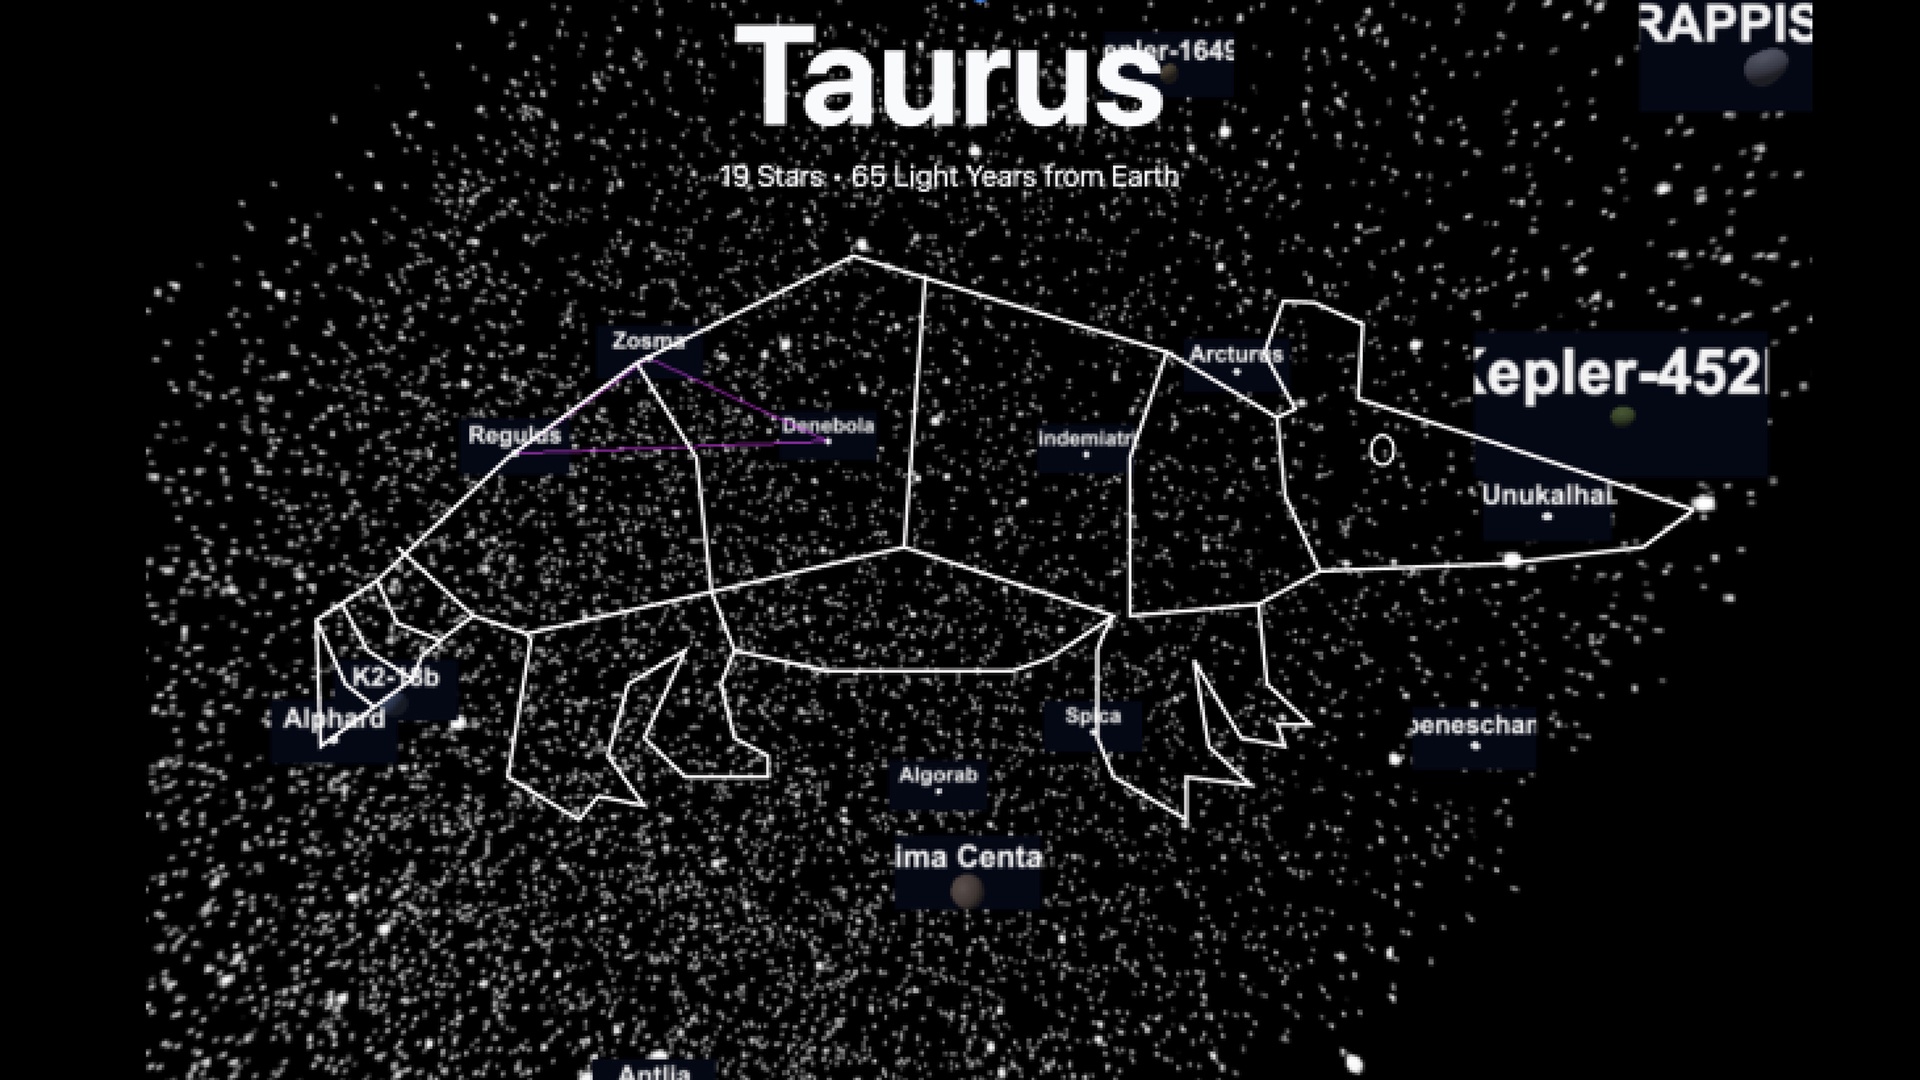 RAPPIS
Taurus
epler-1649
19 Stars • 65 Light Years from Earth
Zosma
Arcturus
Kepler-452
Regulus
Denebola
indemiatr
Unukalhai
K2-18b
Alphard
Spica
beneschan
Algorab
ima Centa
Antlia